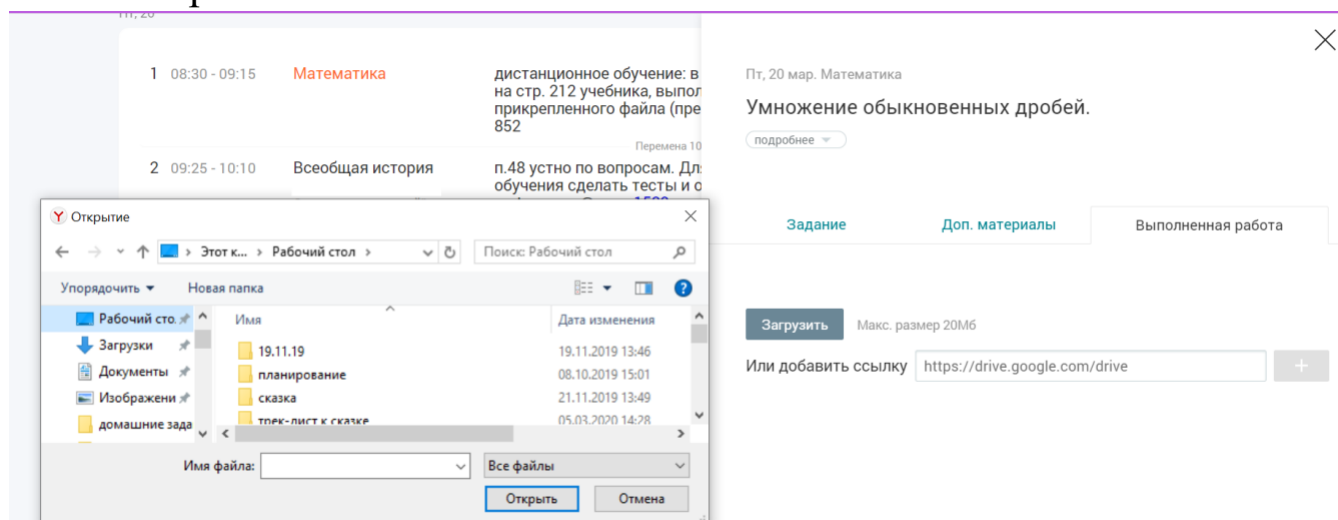 Пт, 20
1 08:30 - 09:15 Математика
дистанционное обучение: в
на стр. 212 учебника, выпол
прикрепленного файла (пре
852
Перемена 10
2 09:25 - 10:10 Всеобщая история
п.48 устно по вопросам. Для
обучения сделать тесты и о
Открытие
Этот к... › Рабочий стол ›
Поиск: Рабочий стол
Упорядочить
Новая папка
Рабочий сто
Загрузки
Документы
Изображени
домашние зада
Имя
Дата изменения
19.11.19 19.11.2019 13:46
планирование 08.10.2019 15:01
сказка 21.11.2019 13:49
трек-лист к сказке 05.03.2020 14:28
Имя файла:
Все файлы
Открыть
Отмена
Пт, 20 мар. Математика
Умножение обыкновенных дробей.
подробнее
Задание
Доп. материалы
Выполненная работа
Загрузить
Макс. размер 20Мб
Или добавить ссылку
https://drive.google.com/drive
+